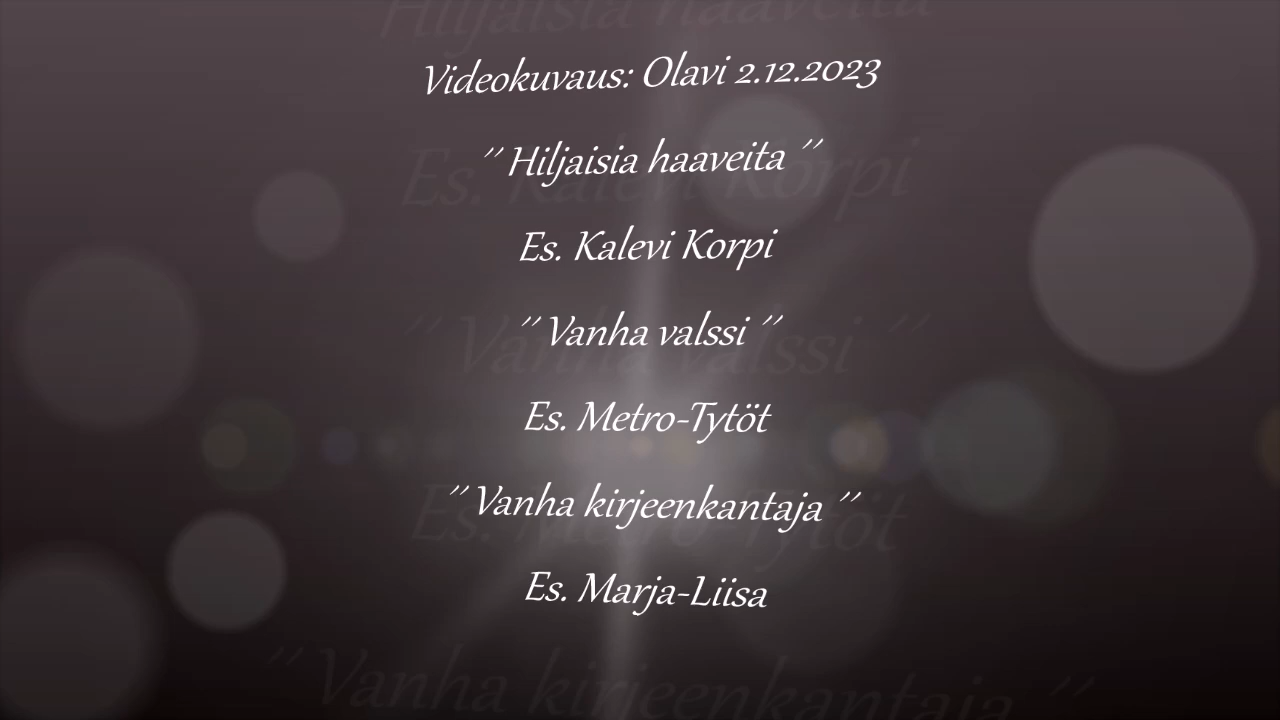 Videokuvaus: Olavi 2.12.2023
'' Hiljaisia haaveita ''
Es. Kalevi Korpi
'' Vanha valssi ''
Es. Metro-Tytöt
'' Vanha kirjeenkantaja ''
Es. Marja-Liisa